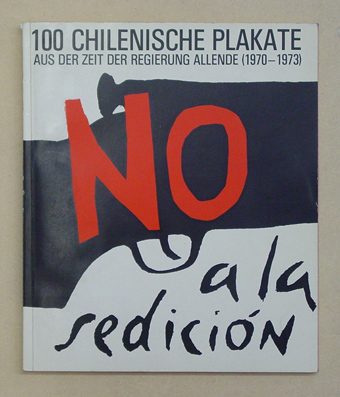 100 CHILENISCHE PLAKATE
AUS DER ZEIT DER REGIERUNG ALLENDE (1970–1973)
NO
a la
sedición